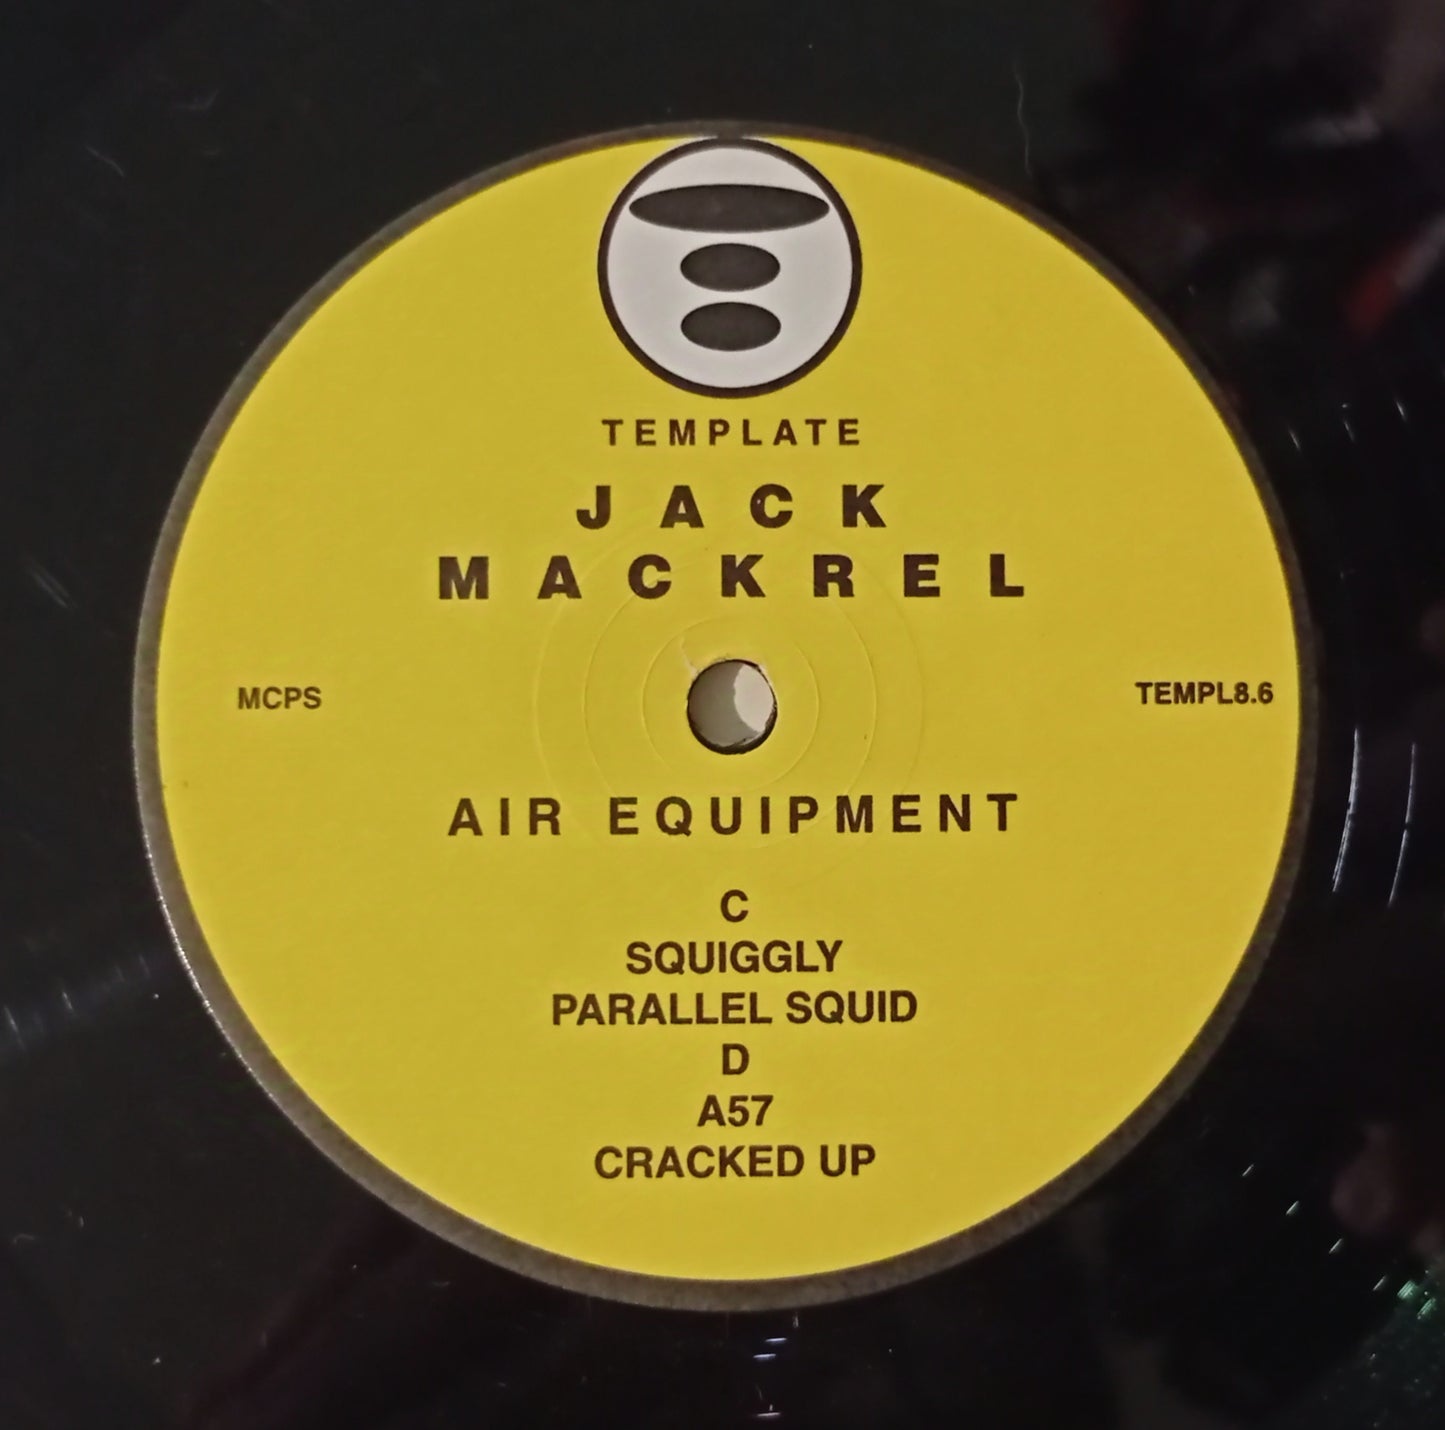 TEMPLATE
JACK
MACKREL
MCPS
TEMPL8.6
AIR EQUIPMENT
C
SQUIGGLY
PARALLEL SQUID
D
A57
CRACKED UP